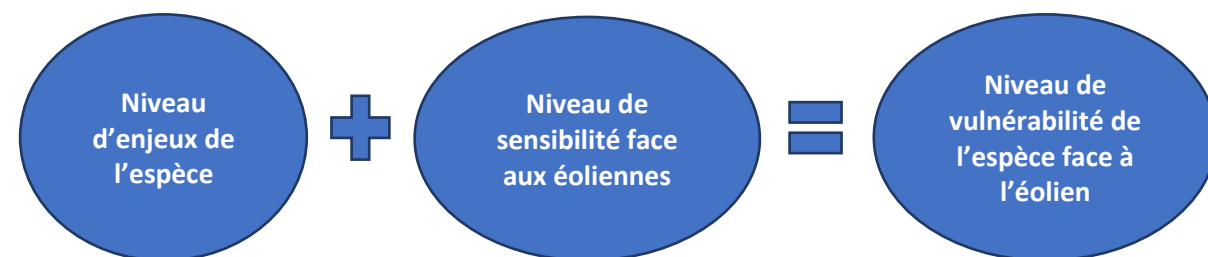 Niveau
d’enjeux de
l’espèce
Niveau de
sensibilité face
aux éoliennes
Niveau de
vulnérabilité de
l’espèce face à
l’éolien